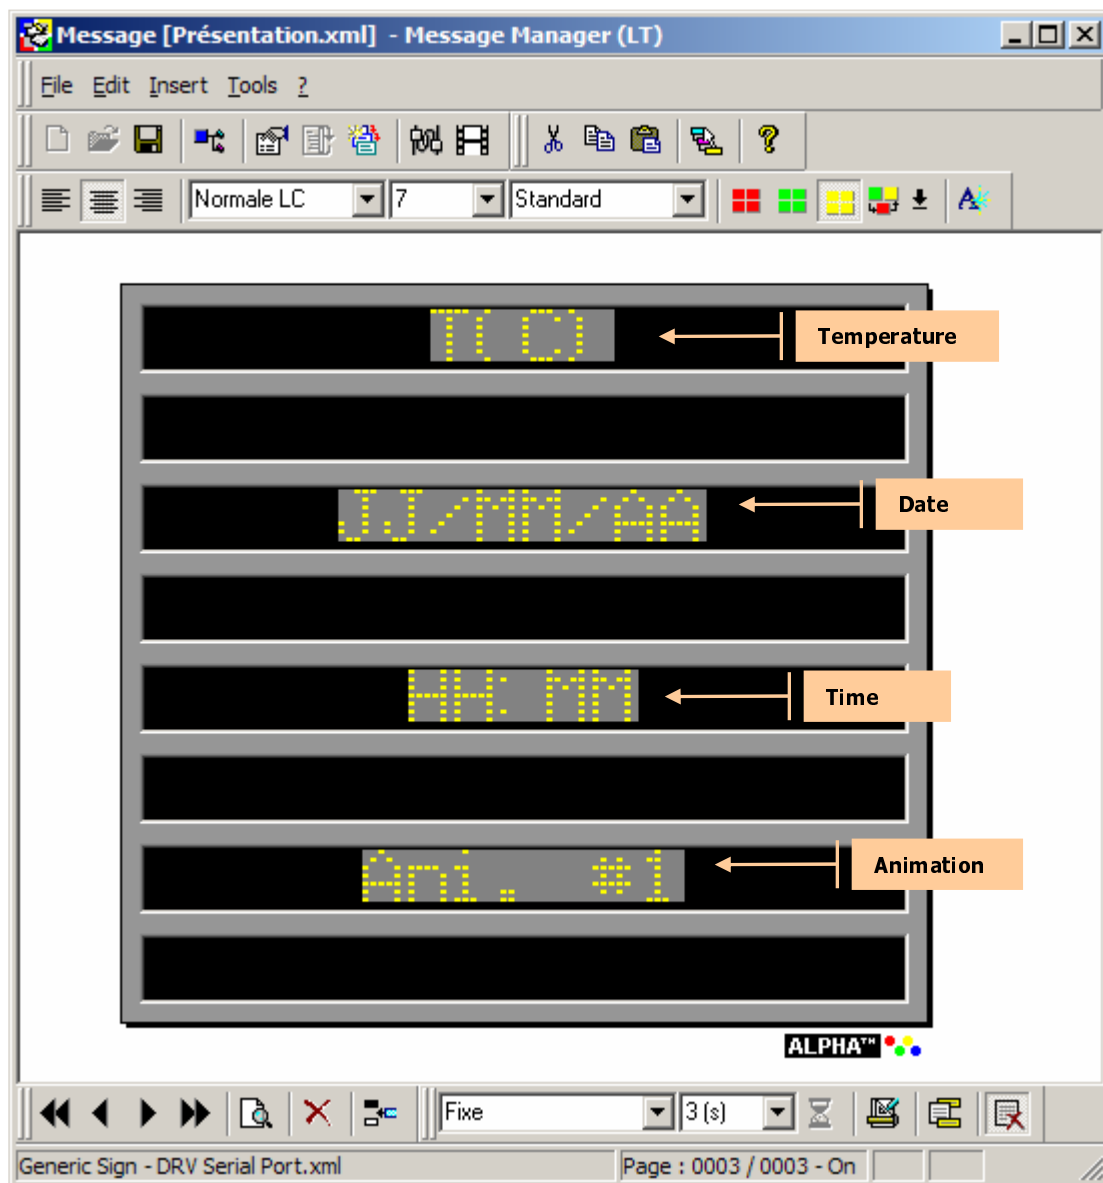 Message [Présentation.xml] - Message Manager (LT)
File Edit Insert Tools ?
Normale LC 7 Standard
T( C)
Temperature
JJ/MM/AA
Date
HH: MM
Time
Ani. #1
Animation
ALPHA™
Fixe 3 (s)
Generic Sign - DRV Serial Port.xml Page : 0003 / 0003 - On